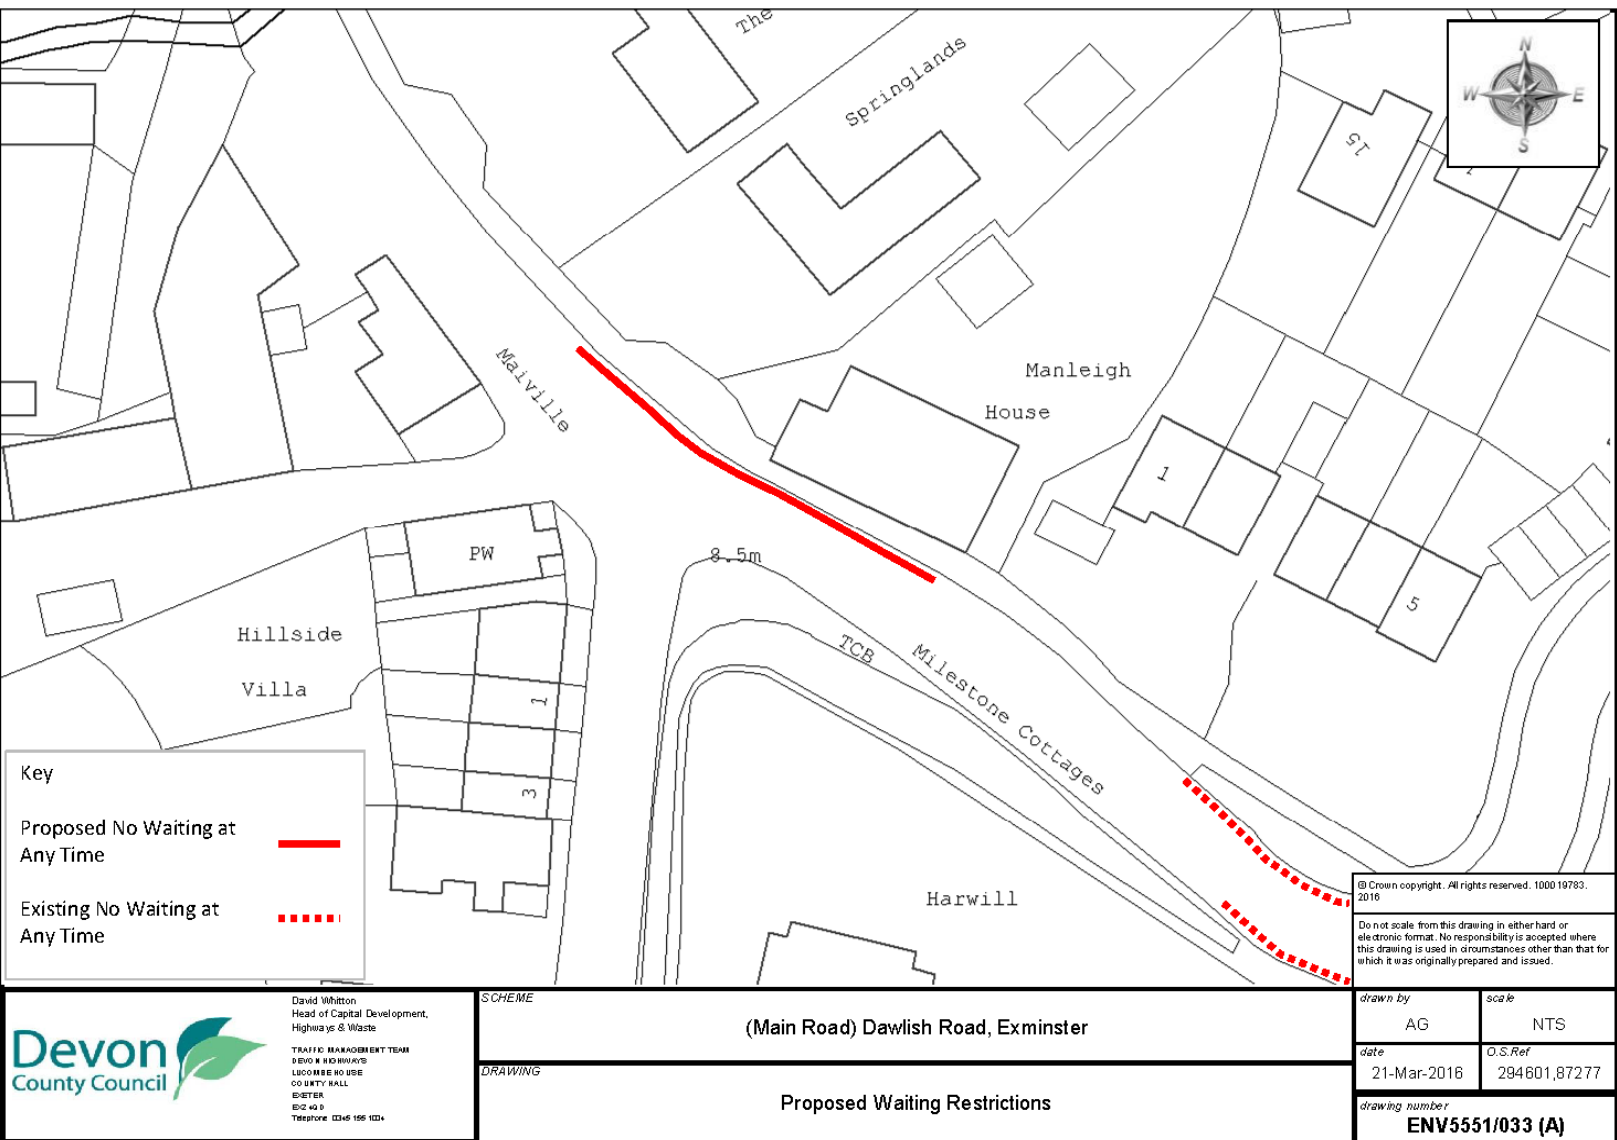 The
Springlands
N
W
E
S
15
Maiville
Manleigh
House
1
5
PW
8.5m
Hillside
Villa
TCB
Milestone Cottages
1
3
Harwill
Key
Proposed No Waiting at
Any Time
Existing No Waiting at
Any Time
© Crown copyright. All rights reserved. 100019783.
2016
Do not scale from this drawing in either hard or
electronic format. No responsibility is accepted where
this drawing is used in circumstances other than that for
which it was originally prepared and issued.
Devon
County Council
David Whitton
Head of Capital Development,
Highways & Waste
TRAFFIC MANAGEMENT TEAM
DEVON HIGHWAYS
LUCOMBE HOUSE
COUNTY HALL
EXETER
EX2 4QD
Telephone 0345 155 1004
SCHEME
(Main Road) Dawlish Road, Exminster
DRAWING
Proposed Waiting Restrictions
drawn by
AG
scale
NTS
date
21-Mar-2016
O.S.Ref
294601,87277
drawing number
ENV5551/033 (A)